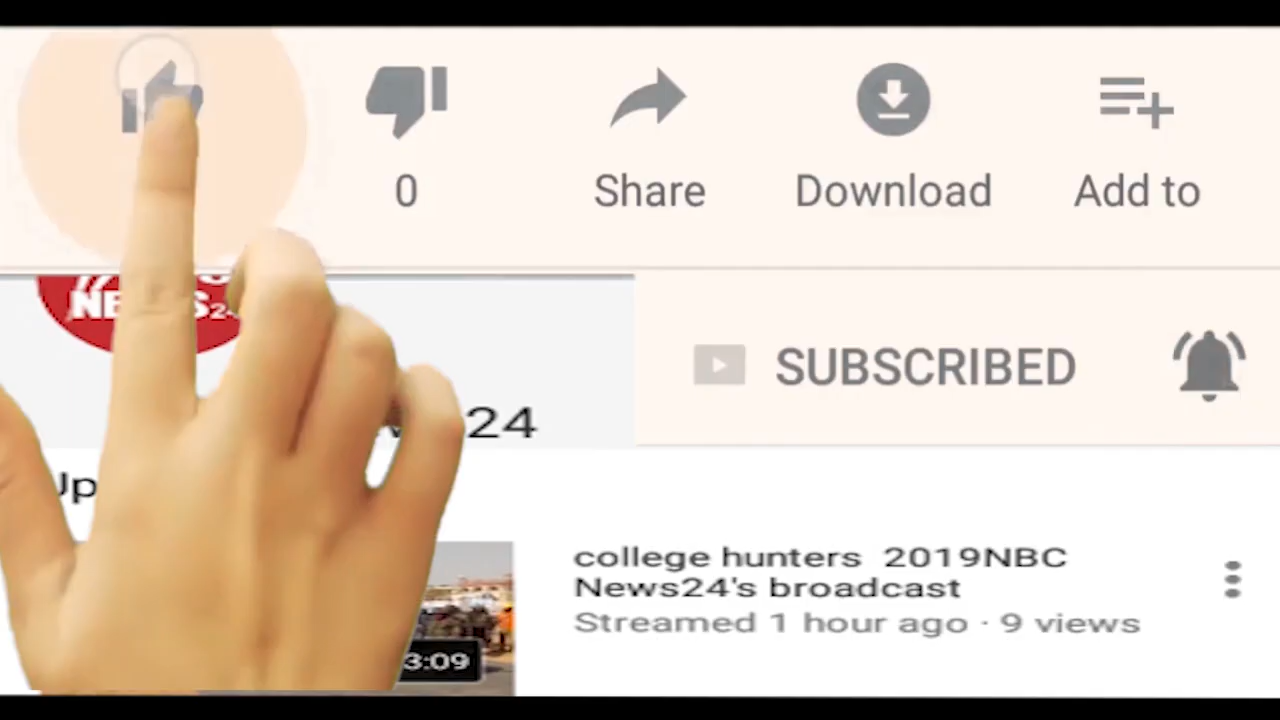 0
Share
Download
Add to
SUBSCRIBED
24
college hunters 2019NBC
News24's broadcast
Streamed 1 hour ago · 9 views
3:09